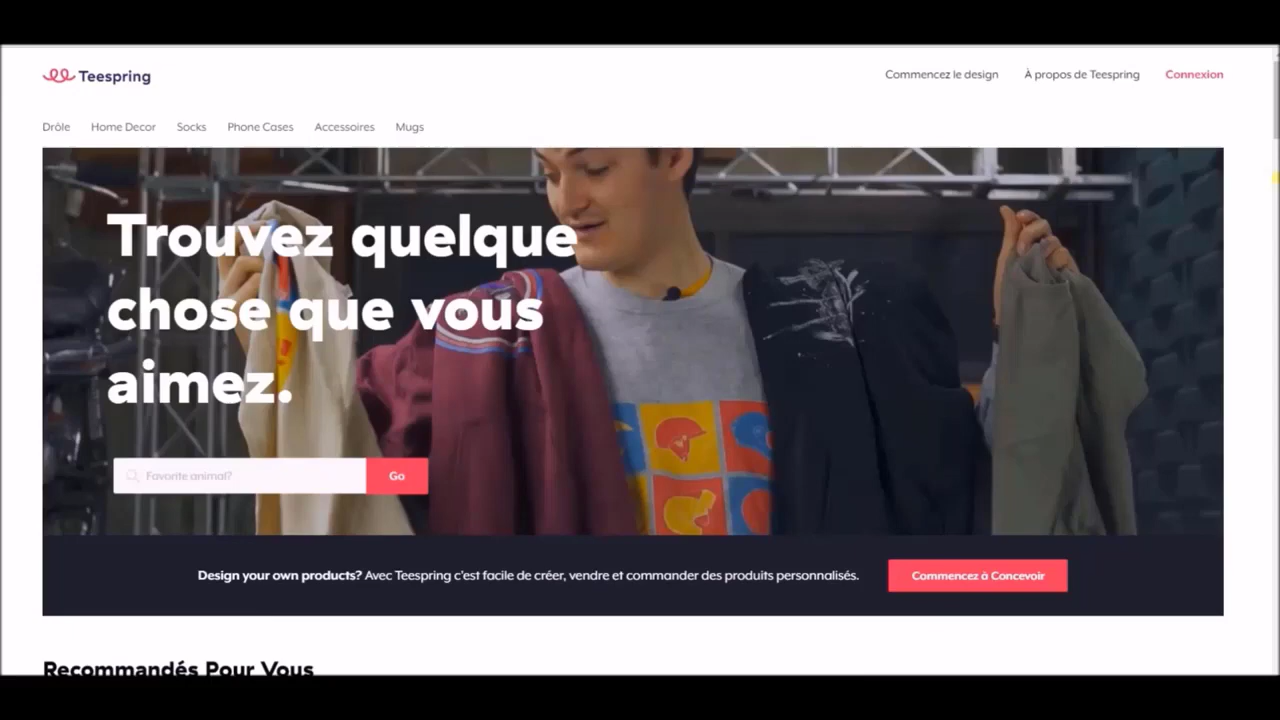 Teespring
Commencez le design
À propos de Teespring
Connexion
Drôle
Home Decor
Socks
Phone Cases
Accessoires
Mugs
Trouvez quelque
chose que vous
aimez.
Favorite animal?
Go
Design your own products? Avec Teespring c'est facile de créer, vendre et commander des produits personnalisés.
Commencez à Concevoir
Recommandés Pour Vous